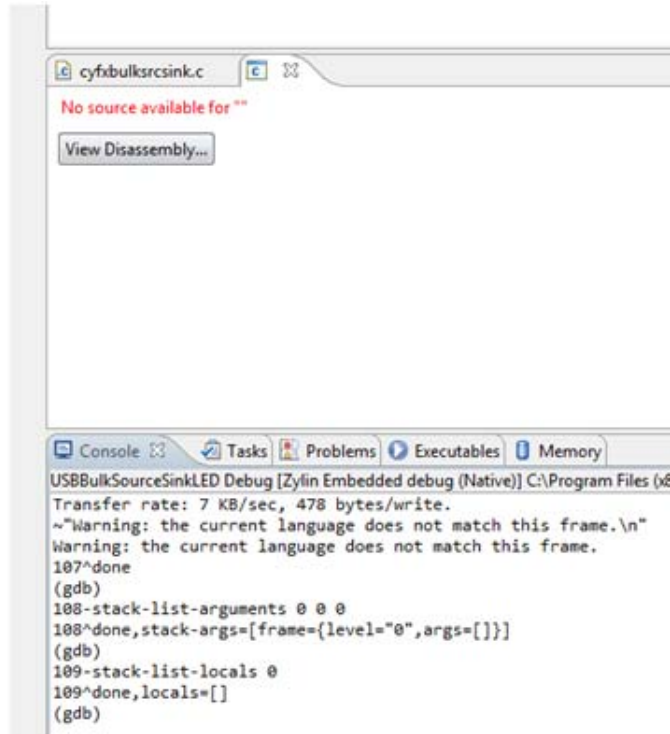 cyfxbulksrcsink.c
No source available for ""
View Disassembly...
Console Tasks Problems Executables Memory
USBBulkSourceSinkLED Debug [Zylin Embedded debug (Native)] C:\Program Files (x8
Transfer rate: 7 KB/sec, 478 bytes/write.
~"Warning: the current language does not match this frame.\n"
Warning: the current language does not match this frame.
107^done
(gdb)
108-stack-list-arguments 0 0 0
108^done,stack-args=[frame={level="0",args=[]}]
(gdb)
109-stack-list-locals 0
109^done,locals=[]
(gdb)